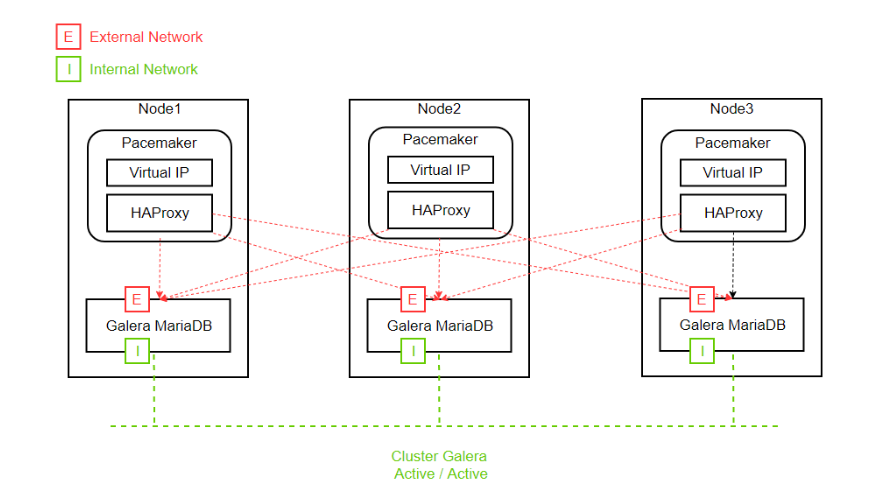 E External Network
I Internal Network
Node1
Pacemaker
Virtual IP
HAProxy
E
Galera MariaDB
I
Node2
Pacemaker
Virtual IP
HAProxy
E
Galera MariaDB
I
Node3
Pacemaker
Virtual IP
HAProxy
E
Galera MariaDB
I
Cluster Galera
Active / Active